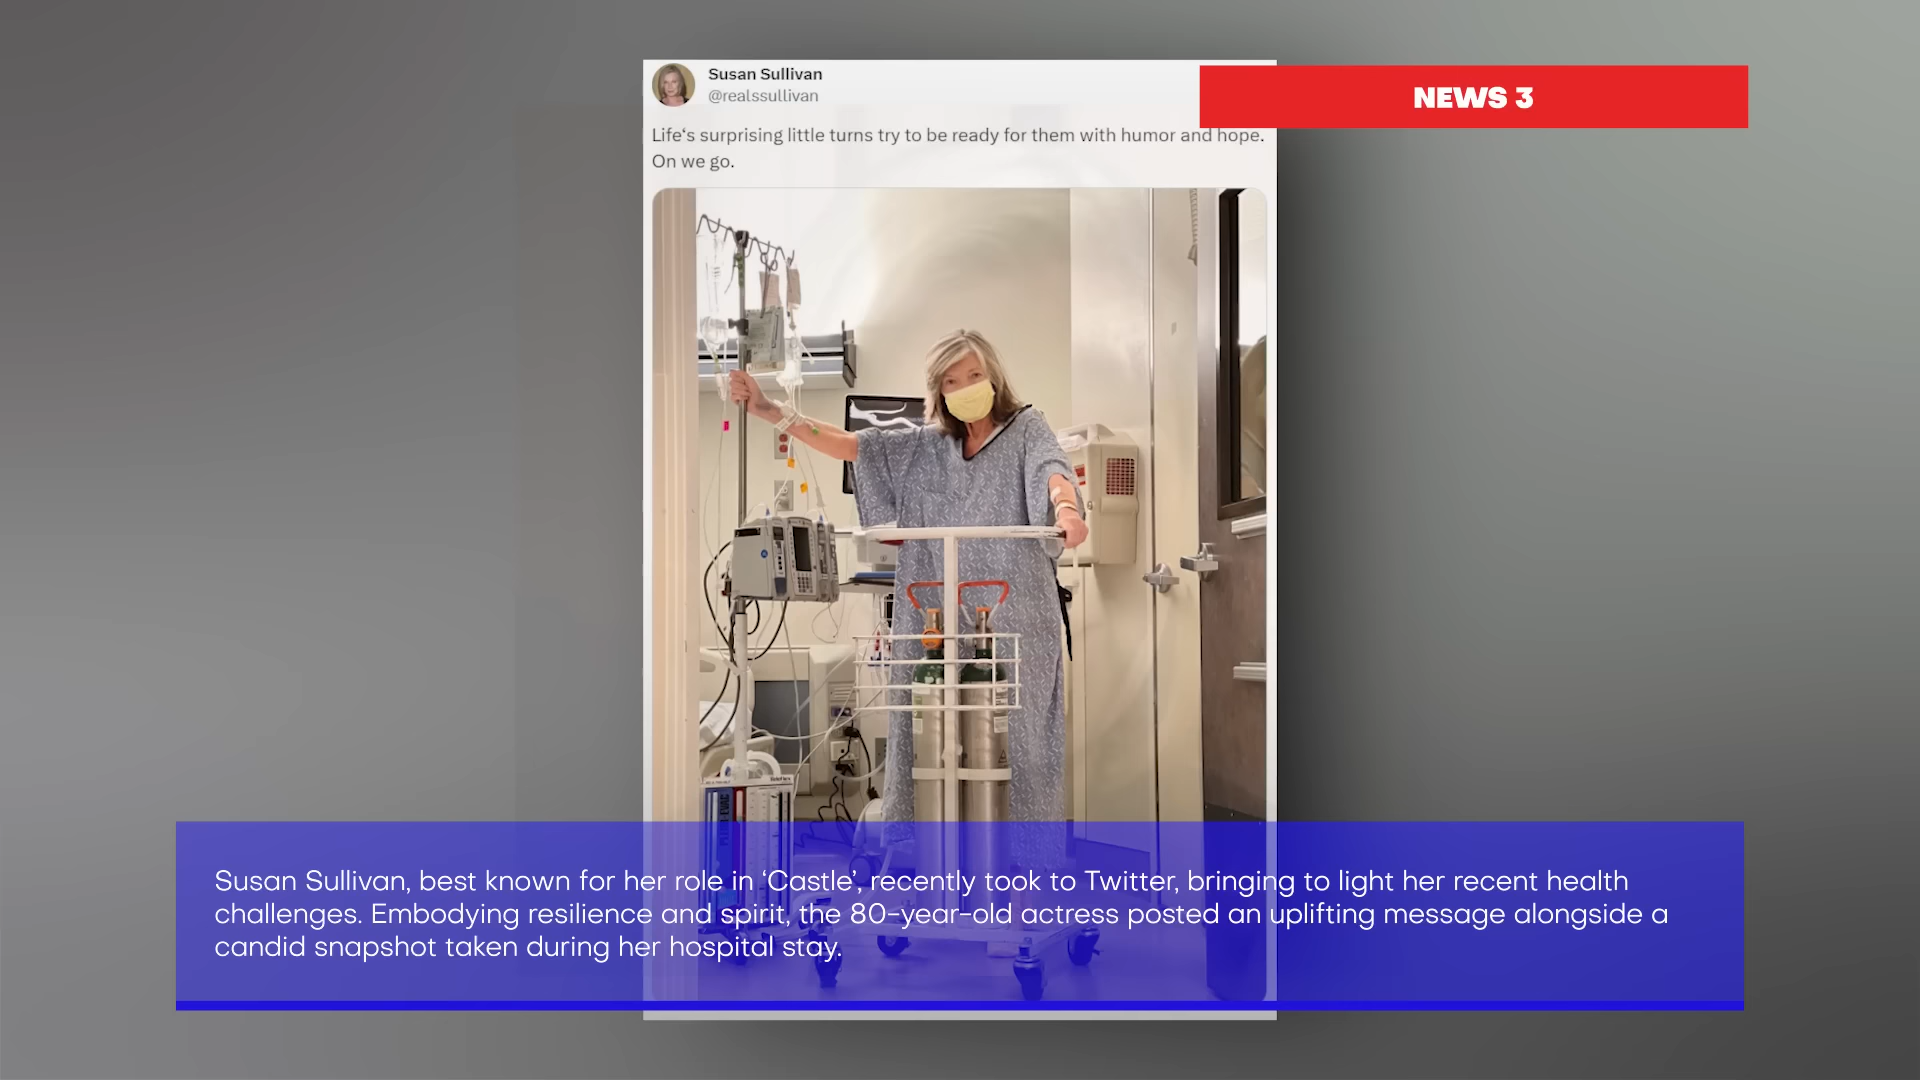 Susan Sullivan
@realssullivan
NEWS 3
Life's surprising little turns try to be ready for them with humor and hope.
On we go.
Susan Sullivan, best known for her role in ‘Castle’, recently took to Twitter, bringing to light her recent health
challenges. Embodying resilience and spirit, the 80-year-old actress posted an uplifting message alongside a
candid snapshot taken during her hospital stay.